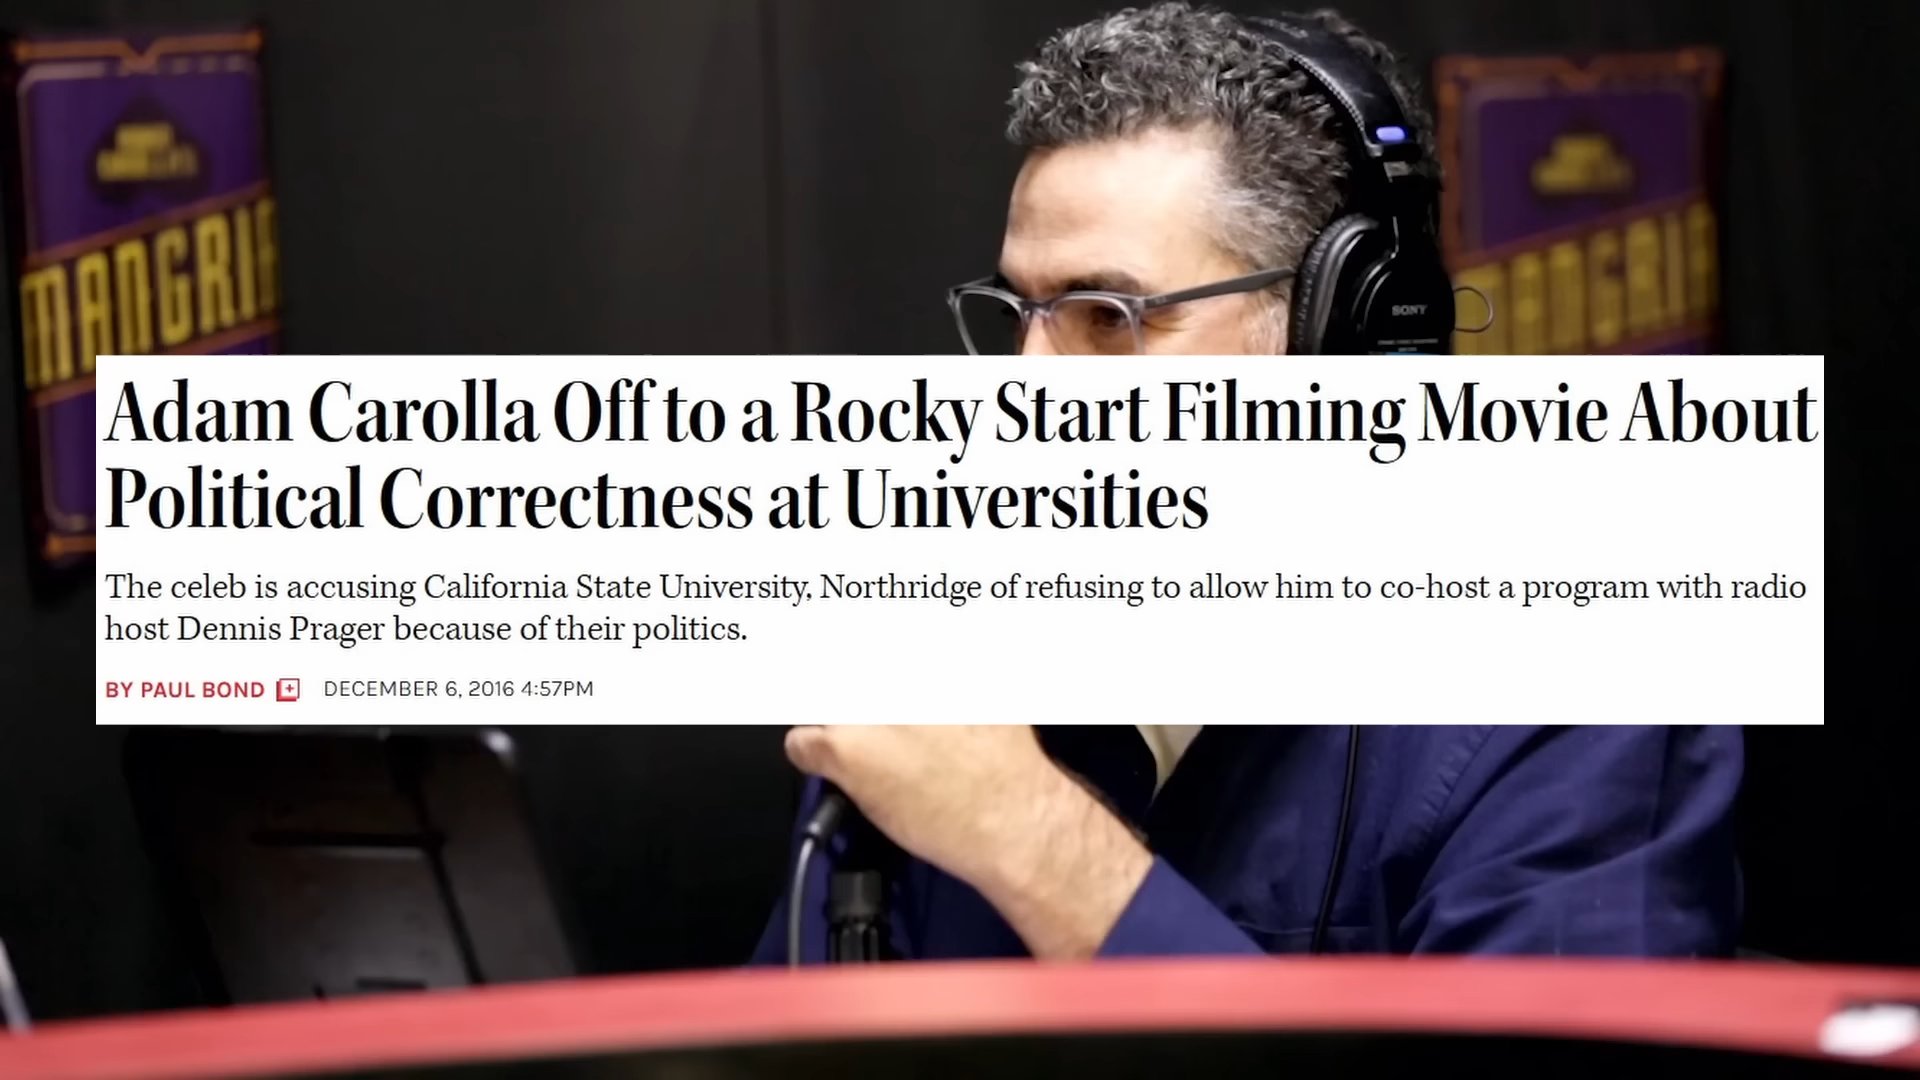 MANGRIA
MANGRIA
SONY
Adam Carolla Off to a Rocky Start Filming Movie About
Political Correctness at Universities
The celeb is accusing California State University, Northridge of refusing to allow him to co-host a program with radio
host Dennis Prager because of their politics.
BY PAUL BOND
DECEMBER 6, 2016 4:57PM